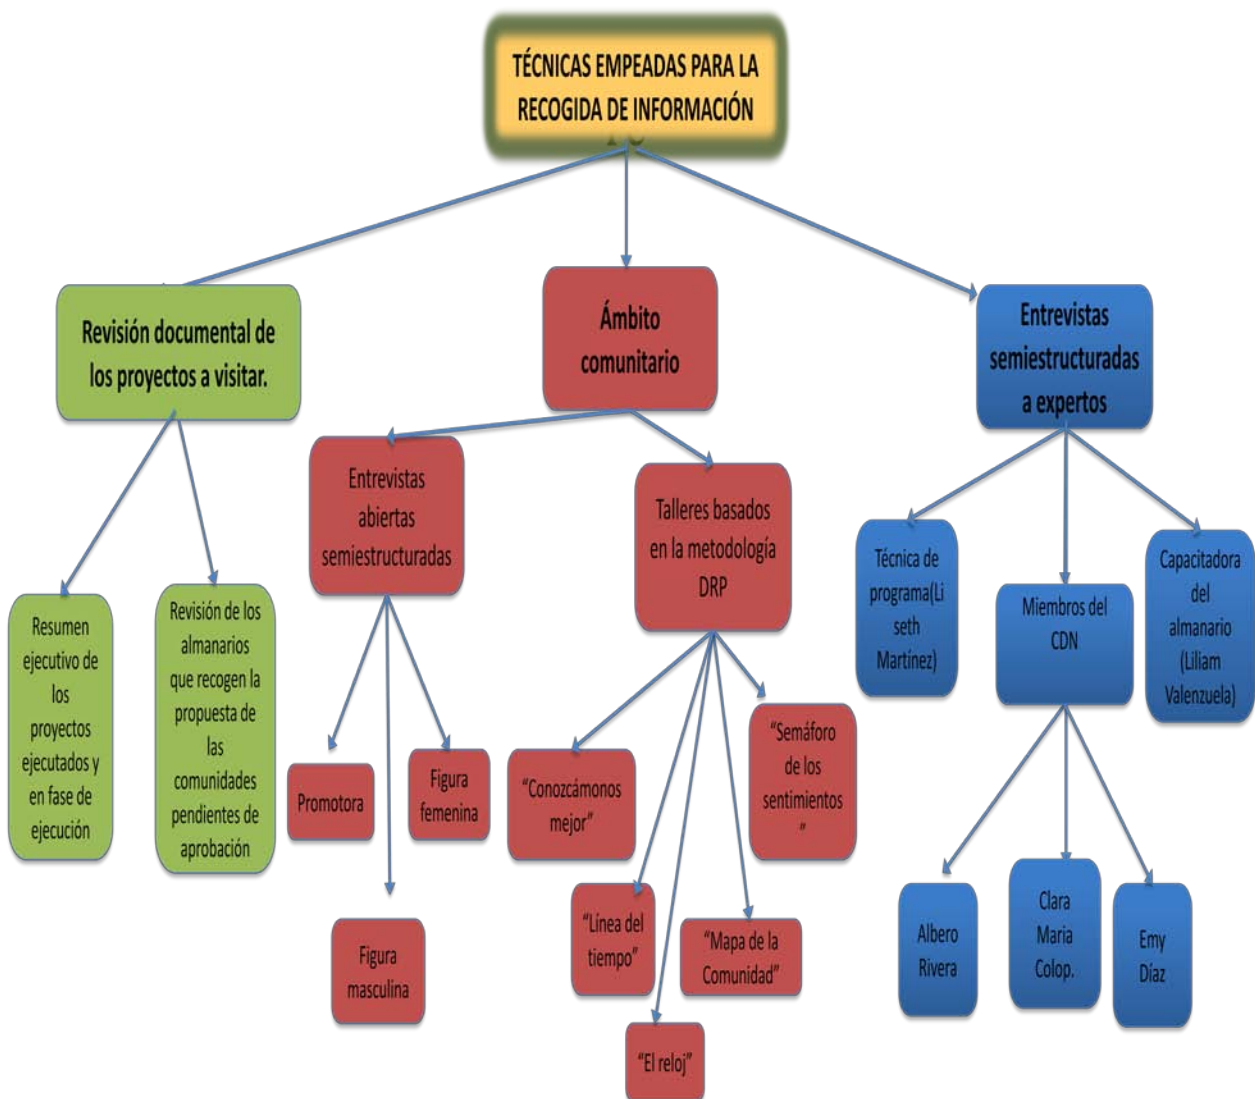 TÉCNICAS EMPEADAS PARA LA
RECOGIDA DE INFORMACIÓN
Revisión documental de
los proyectos a visitar.
Ámbito
comunitario
Entrevistas
semiestructuradas
a expertos
Resumen
ejecutivo de
los
proyectos
ejecutados y
en fase de
ejecución
Revisión de los
almanarios
que recogen la
propuesta de
las
comunidades
pendientes de
aprobación
Entrevistas
abiertas
semiestructuradas
Promotora
Figura
masculina
Figura
femenina
Talleres basados
en la metodología
DRP
"Conozcámonos
mejor"
"Línea del
tiempo"
"El reloj"
"Mapa de la
Comunidad"
"Semáforo
de los
sentimientos
"
Técnica de
programa(Li
seth
Martínez)
Miembros del
CDN
Capacitadora
del
almanario
(Liliam
Valenzuela)
Albero
Rivera
Clara
Maria
Colop.
Emy
Díaz